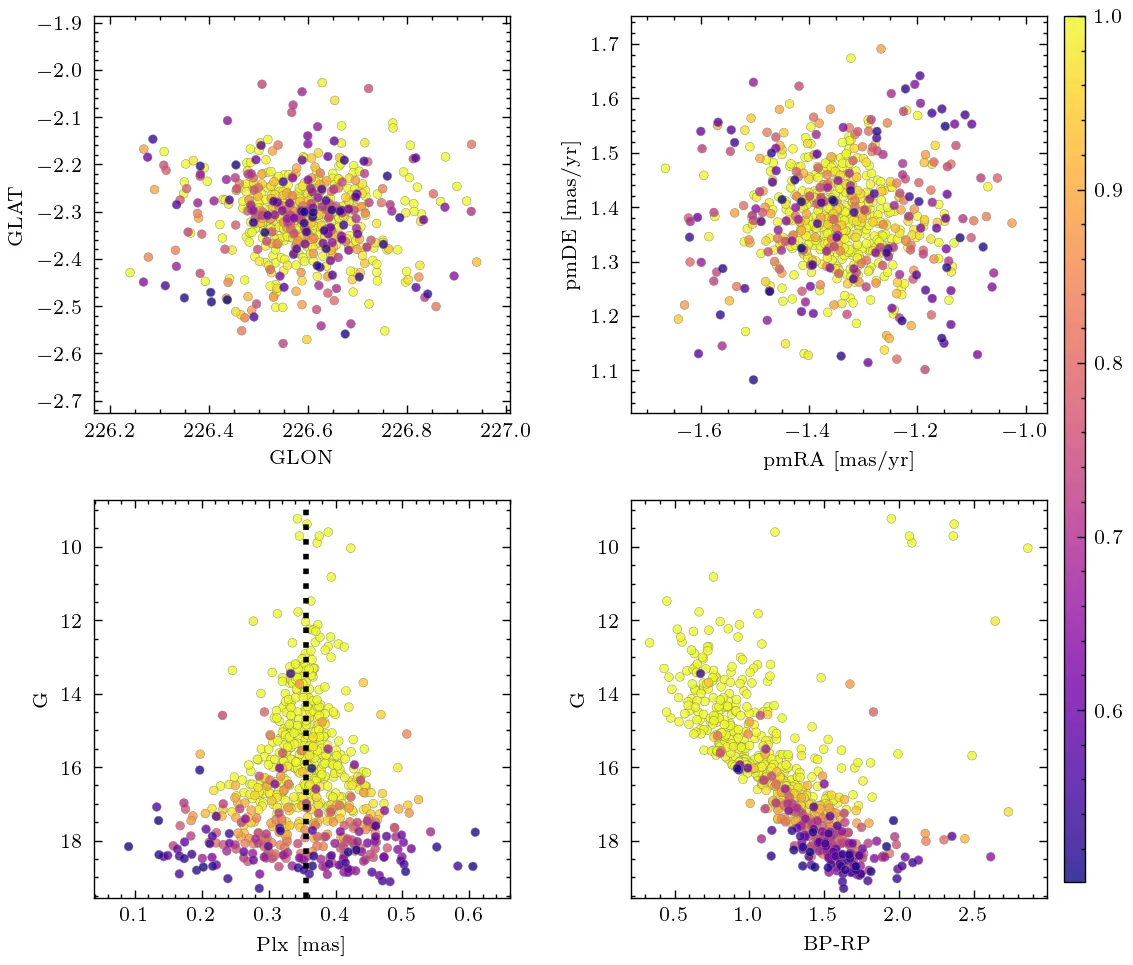 −1.9
−2.0
−2.1
−2.2
−2.3
−2.4
−2.5
−2.6
−2.7
GLAT
226.2 226.4 226.6 226.8 227.0
GLON
1.7
1.6
1.5
1.4
1.3
1.2
1.1
pmDE [mas/yr]
−1.6 −1.4 −1.2 −1.0
pmRA [mas/yr]
10
12
14
16
18
G
0.1 0.2 0.3 0.4 0.5 0.6
Plx [mas]
10
12
14
16
18
G
0.5 1.0 1.5 2.0 2.5
BP-RP
1.0
0.9
0.8
0.7
0.6